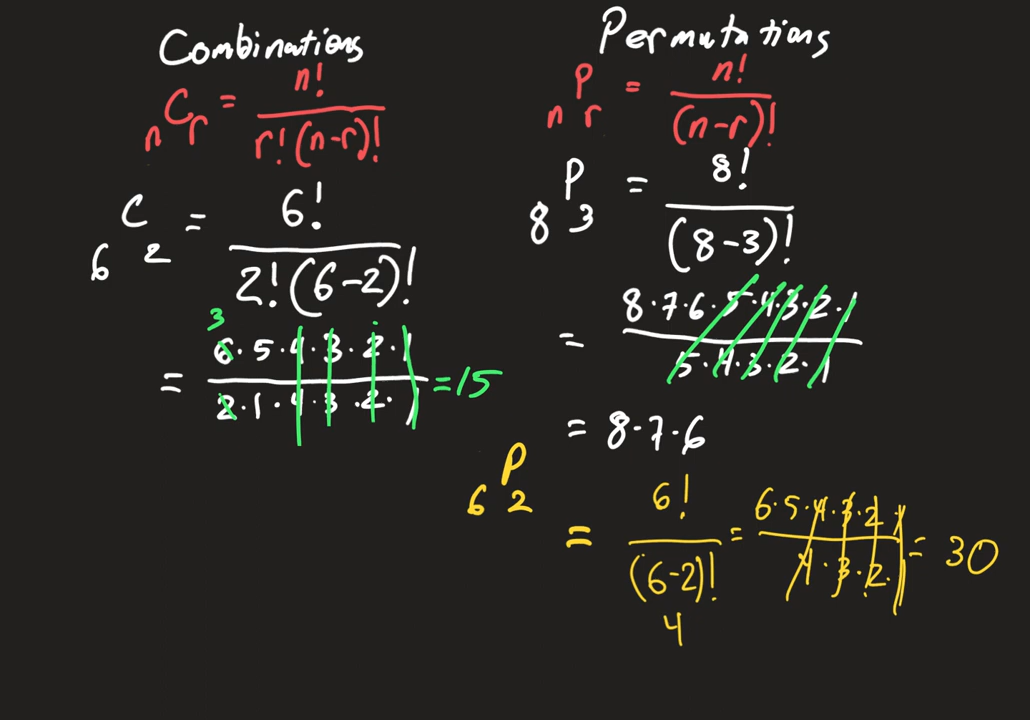 Combinations
nCr = n! / r!(n-r)!
6C2 = 6! / 2!(6-2)!
3
= 6·5·4·3·2·1 / 2·1·4·3·2·1 = 15
Permutations
nPr = n! / (n-r)!
8P3 = 8! / (8-3)!
= 8·7·6·5·4·3·2·1 / 5·4·3·2·1
= 8·7·6
6P2 = 6! / (6-2)! = 6·5·4·3·2·1 / 4·3·2·1 = 30
4